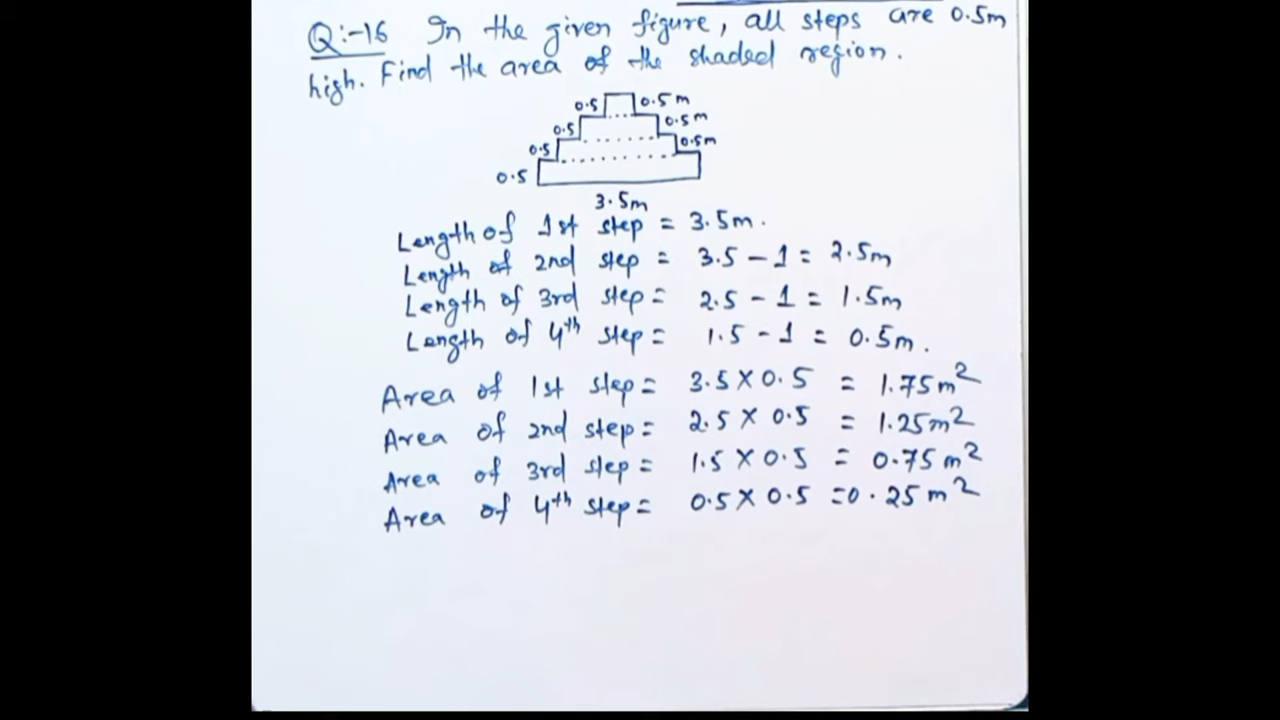 Q:-16 In the given figure, all steps are 0.5m
high. Find the area of the shaded region.
0.5 0.5 m
0.5 0.5 m
0.5 0.5m
0.5
3.5m
Length of 1st step = 3.5m.
Length of 2nd step = 3.5 - 1 = 2.5m
Length of 3rd step = 2.5 - 1 = 1.5m
Length of 4th step = 1.5 - 1 = 0.5m.
Area of 1st step = 3.5 X 0.5 = 1.75m²
Area of 2nd step = 2.5 X 0.5 = 1.25m²
Area of 3rd step = 1.5 X 0.5 = 0.75m²
Area of 4th step = 0.5 X 0.5 = 0.25m²